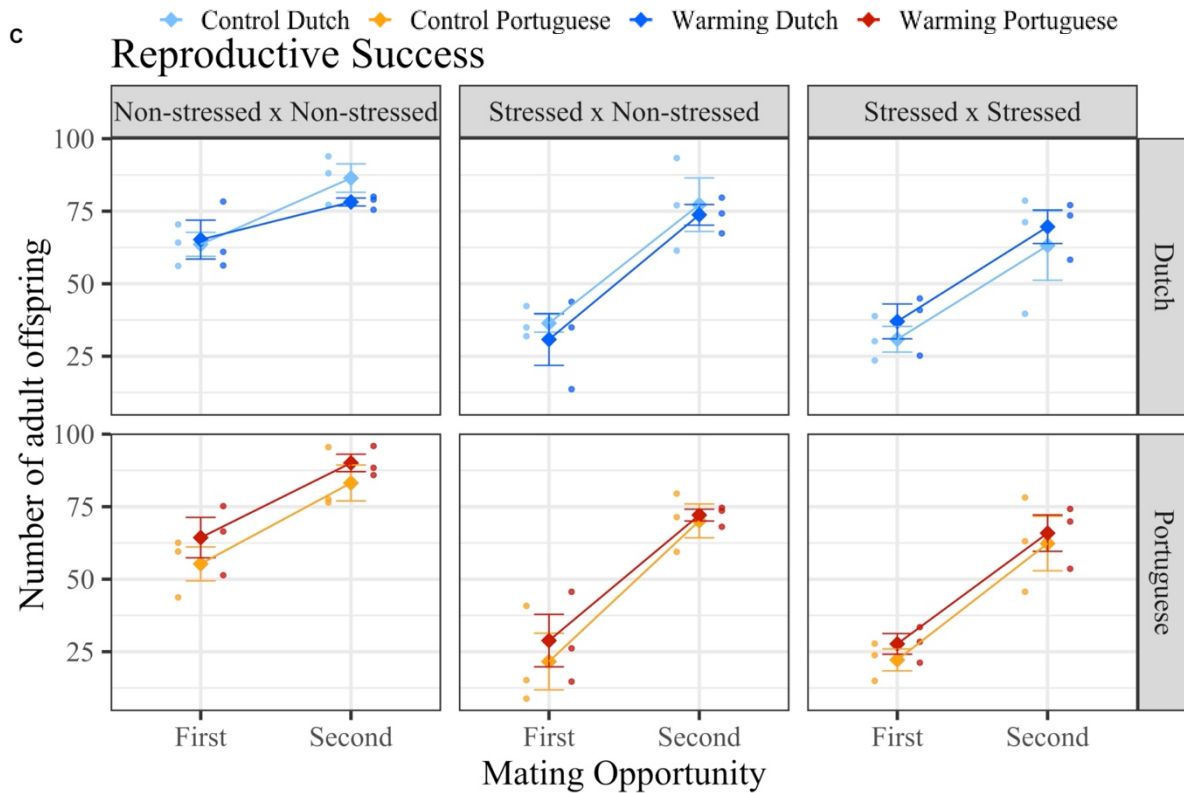 C
Control Dutch Control Portuguese Warming Dutch Warming Portuguese
Reproductive Success
Non-stressed x Non-stressed Stressed x Non-stressed Stressed x Stressed
100
75
50
25
Dutch
100
75
50
25
Portuguese
Number of adult offspring
First Second First Second First Second
Mating Opportunity